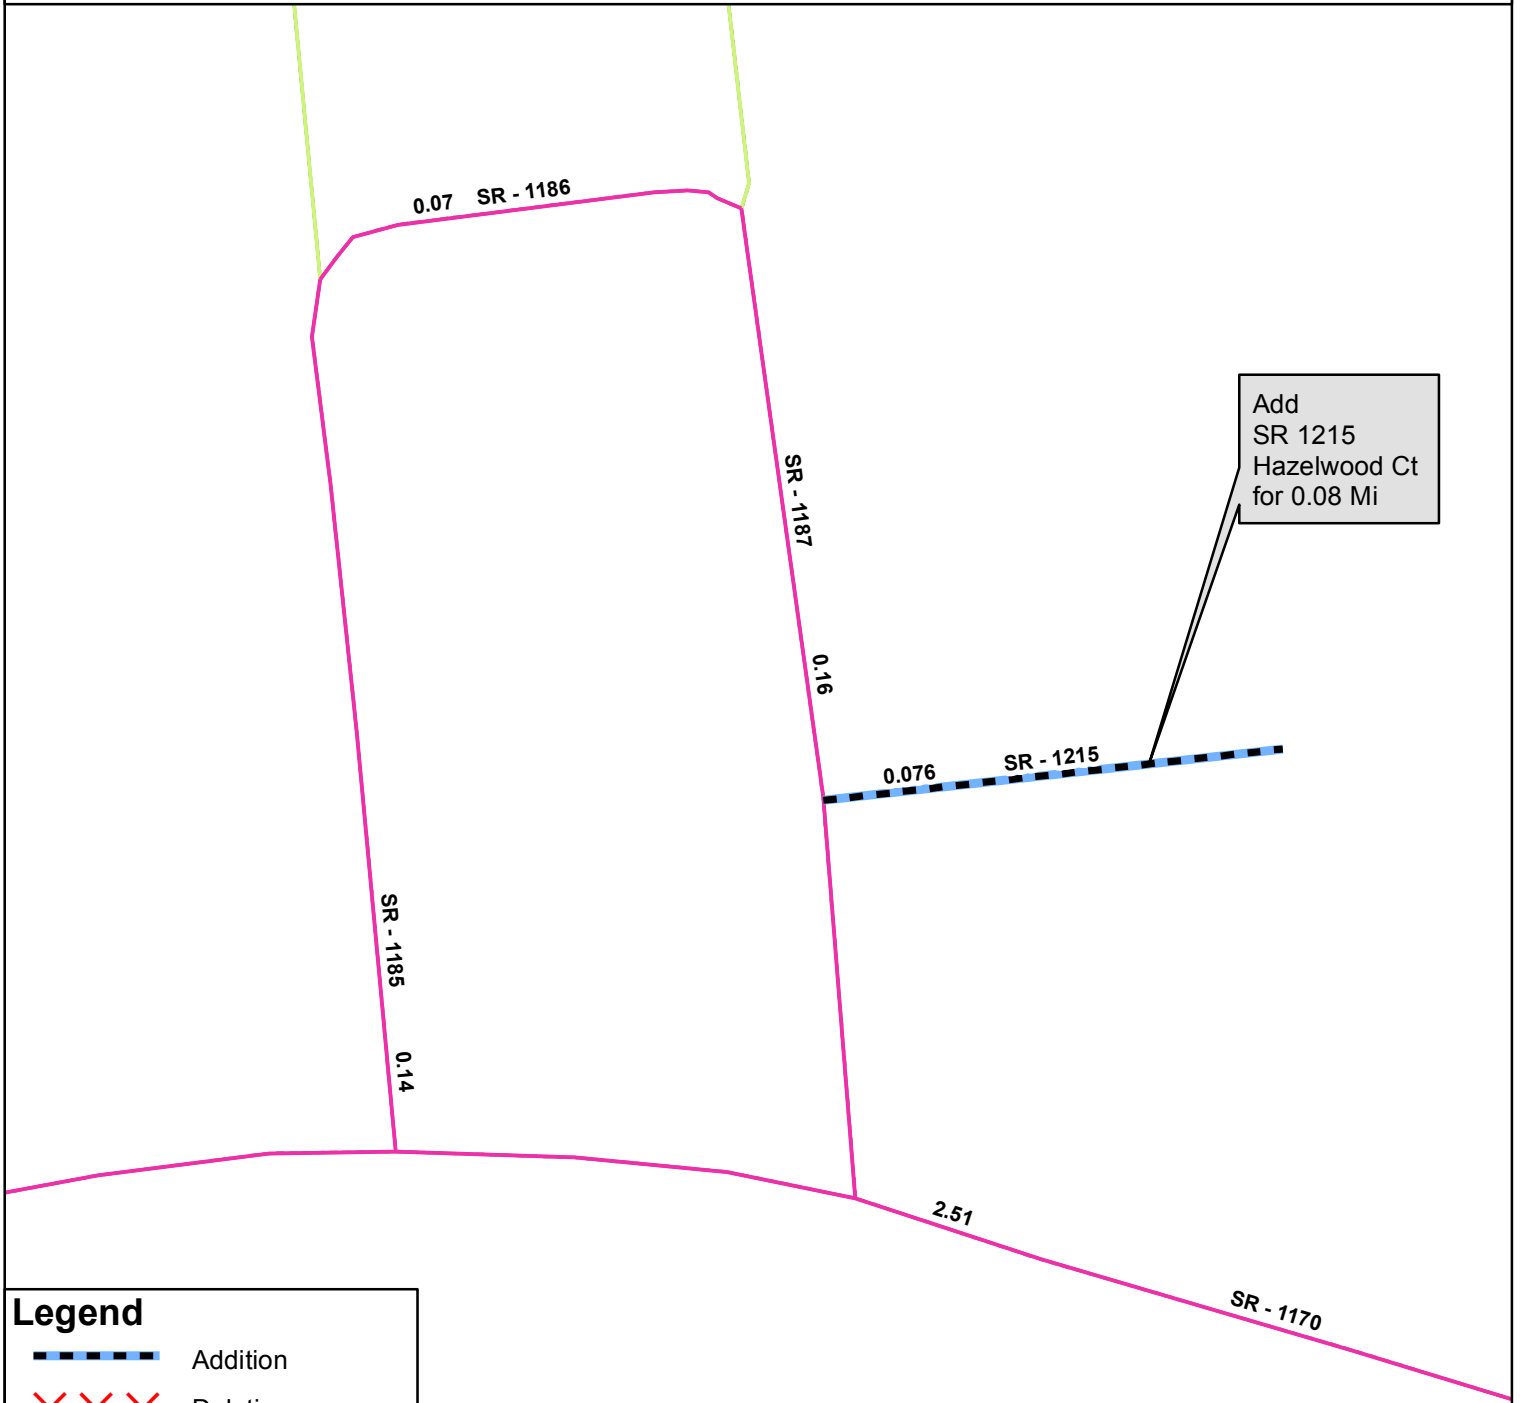 0.07 SR - 1186
Add
SR 1215
Hazelwood Ct
for 0.08 Mi
SR - 1187
0.16
0.076 SR - 1215
SR - 1185
0.14
2.51
SR - 1170
Legend
Addition